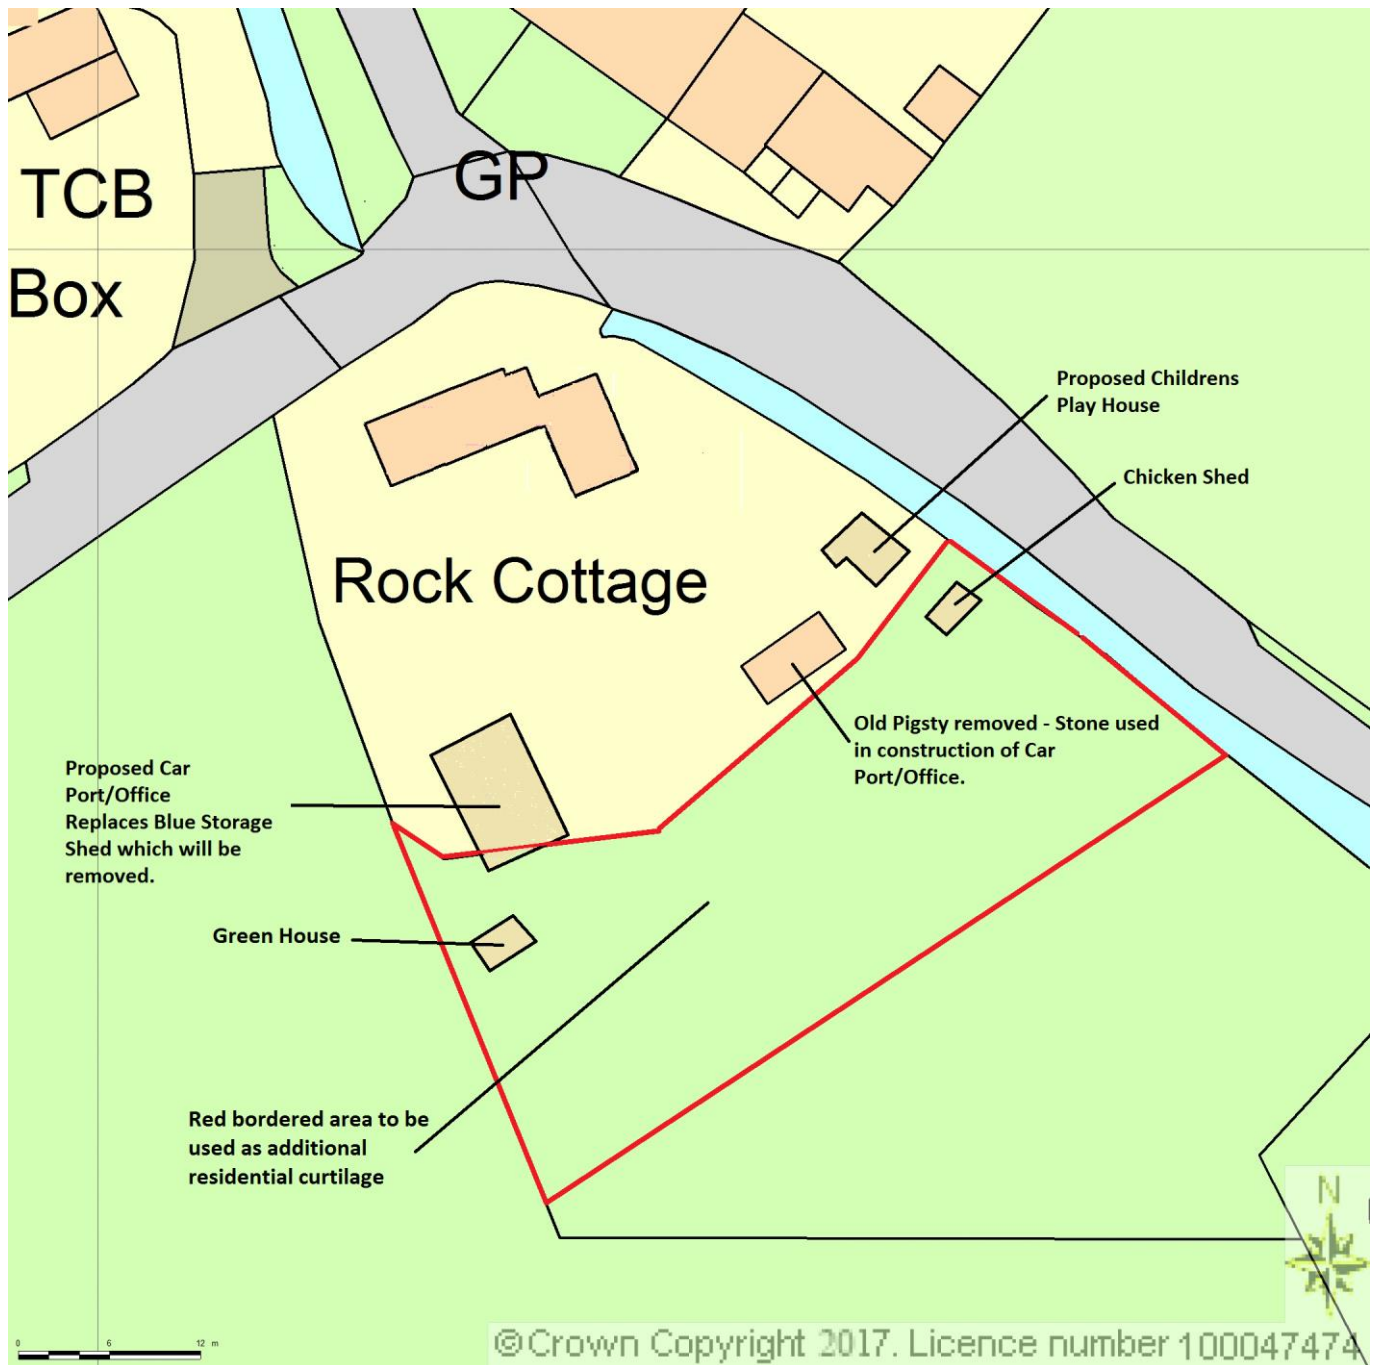 GP
TCB
Box
Proposed Childrens
Play House
Chicken Shed
Rock Cottage
Old Pigsty removed - Stone used
in construction of Car
Port/Office.
Proposed Car
Port/Office
Replaces Blue Storage
Shed which will be
removed.
Green House
Red bordered area to be
used as additional
residential curtilage
N
0 6 12 m
©Crown Copyright 2017. Licence number 100047474